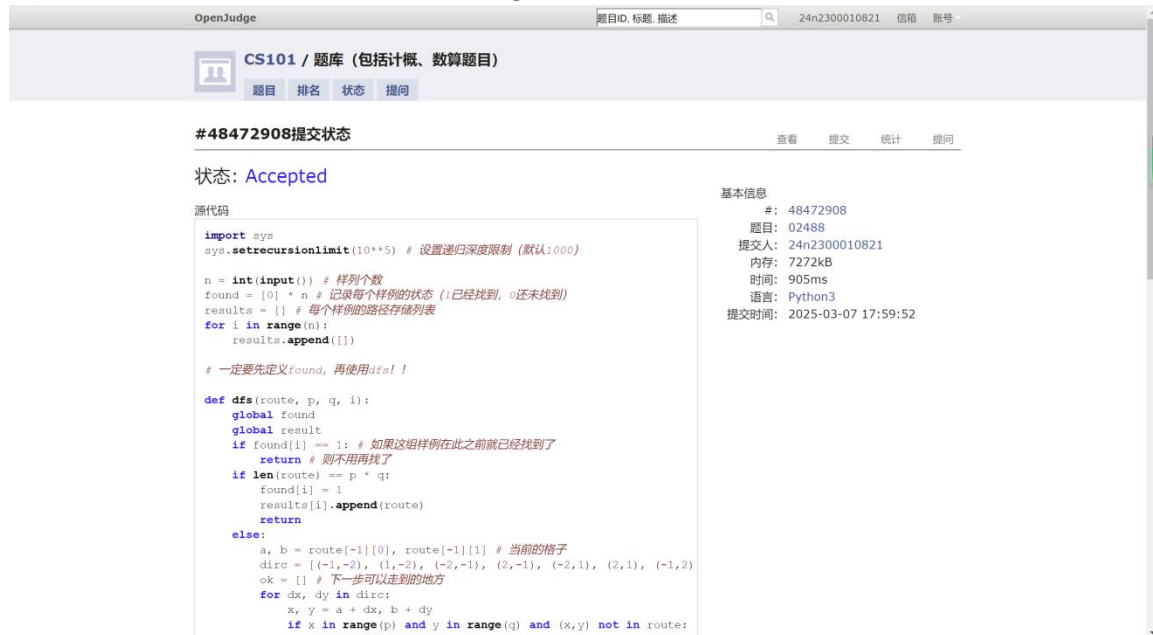 OpenJudge
题目ID, 标题, 描述
24n2300010821 信箱 账号
CS101 / 题库 (包括计概、数算题目)
题目 排名 状态 提问
#48472908提交状态
查看 提交 统计 提问
状态: Accepted
源代码
import sys
sys.setrecursionlimit(10**5) # 设置递归深度限制 (默认1000)
n = int(input()) # 样列个数
found = [0] * n # 记录每个样例的状态 (1已经找到, 0还未找到)
results = [] # 每个样例的路径存储列表
for i in range(n):
    results.append([])
# 一定要先定义found, 再使用dfs! !
def dfs(route, p, q, i):
    global found
    global result
    if found[i] == 1: # 如果这组样例在此之前就已经找到了
        return # 则不用再找了
    if len(route) == p * q:
        found[i] = 1
        results[i].append(route)
        return
    else:
        a, b = route[-1][0], route[-1][1] # 当前的格子
        dirc = [(-1,-2), (1,-2), (-2,-1), (2,-1), (-2,1), (2,1), (-1,2)
        ok = [] # 下一步可以走到的地方
        for dx, dy in dirc:
            x, y = a + dx, b + dy
            if x in range(p) and y in range(q) and (x,y) not in route:
基本信息
#: 48472908
题目: 02488
提交人: 24n2300010821
内存: 7272kB
时间: 905ms
语言: Python3
提交时间: 2025-03-07 17:59:52